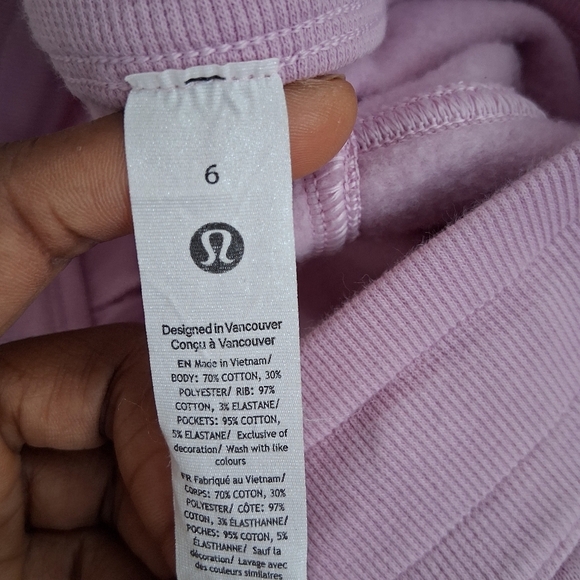 6
Designed in Vancouver
Conçu à Vancouver
EN Made in Vietnam/
BODY: 70% COTTON, 30%
POLYESTER/ RIB: 97%
COTTON, 3% ELASTANE/
POCKETS: 95% COTTON,
5% ELASTANE/ Exclusive of
decoration/ Wash with like
colours
FR Fabriqué au Vietnam/
CORPS: 70% COTON, 30%
POLYESTER/ CÔTE: 97%
COTON, 3% ÉLASTHANNE/
POCHES: 95% COTON, 5%
ÉLASTHANNE/ Sauf la
décoration/ Lavage avec
des couleurs similaires